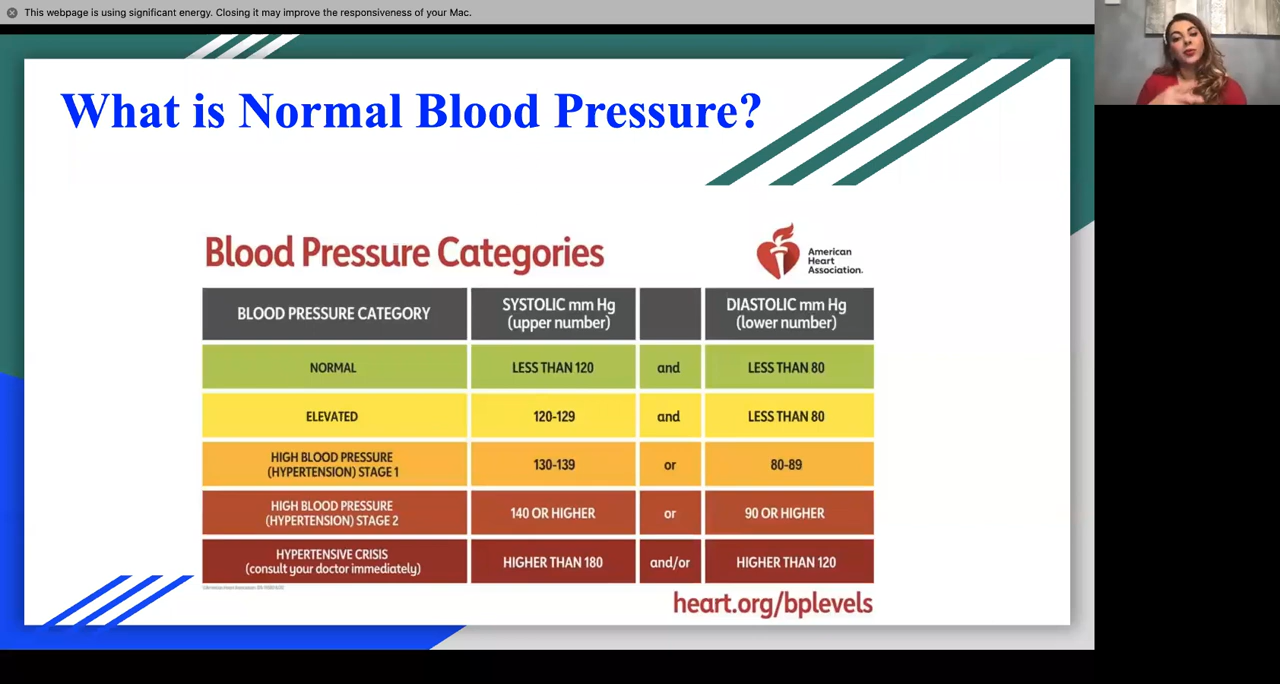 This webpage is using significant energy. Closing it may improve the responsiveness of your Mac.
What is Normal Blood Pressure?
Blood Pressure Categories
American
Heart
Association.
BLOOD PRESSURE CATEGORY
SYSTOLIC mm Hg
(upper number)
DIASTOLIC mm Hg
(lower number)
NORMAL
LESS THAN 120
and
LESS THAN 80
ELEVATED
120-129
and
LESS THAN 80
HIGH BLOOD PRESSURE
(HYPERTENSION) STAGE 1
130-139
or
80-89
HIGH BLOOD PRESSURE
(HYPERTENSION) STAGE 2
140 OR HIGHER
or
90 OR HIGHER
HYPERTENSIVE CRISIS
(consult your doctor immediately)
HIGHER THAN 180
and/or
HIGHER THAN 120
heart.org/bplevels